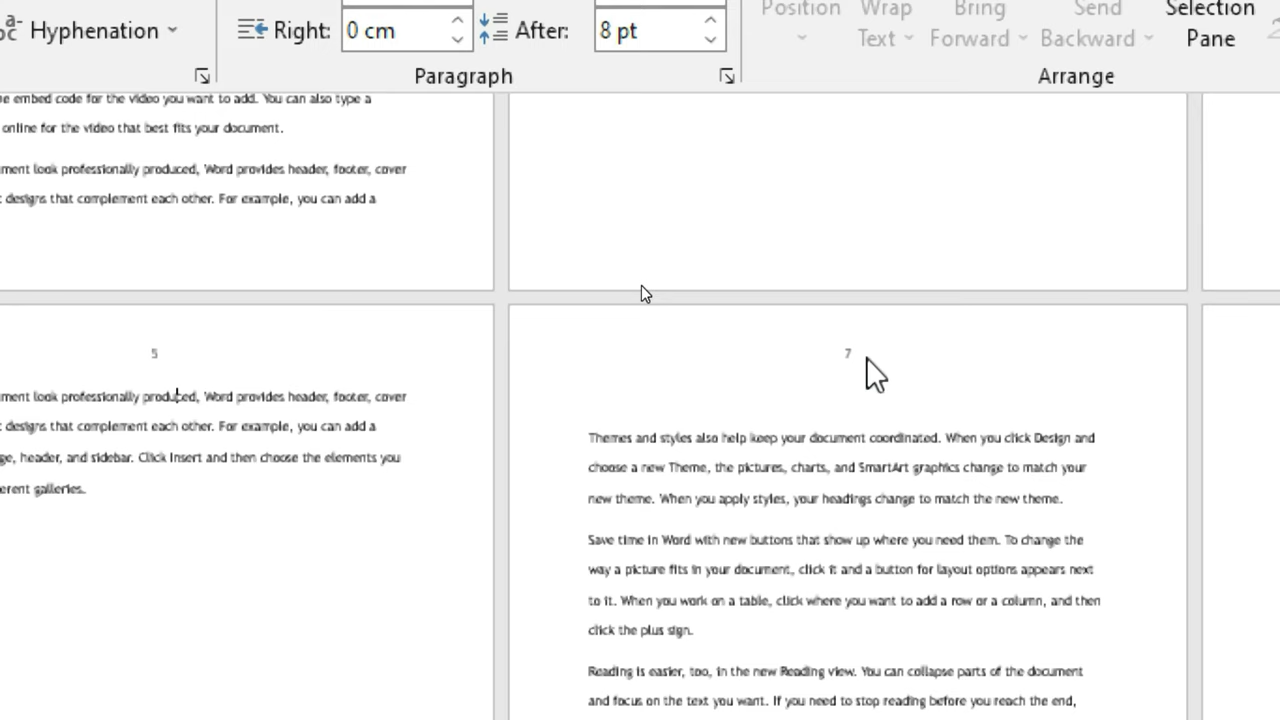 Hyphenation
Right: 0 cm
After: 8 pt
Position
Wrap Text
Bring Forward
Send Backward
Selection Pane
Paragraph
Arrange
e embed code for the video you want to add. You can also type a
online for the video that best fits your document.
ment look professionally produced, Word provides header, footer, cover
designs that complement each other. For example, you can add a
5
ment look professionally produced, Word provides header, footer, cover
designs that complement each other. For example, you can add a
ge, header, and sidebar. Click Insert and then choose the elements you
erent galleries.
7
Themes and styles also help keep your document coordinated. When you click Design and
choose a new Theme, the pictures, charts, and SmartArt graphics change to match your
new theme. When you apply styles, your headings change to match the new theme.
Save time in Word with new buttons that show up where you need them. To change the
way a picture fits in your document, click it and a button for layout options appears next
to it. When you work on a table, click where you want to add a row or a column, and then
click the plus sign.
Reading is easier, too, in the new Reading view. You can collapse parts of the document
and focus on the text you want. If you need to stop reading before you reach the end,